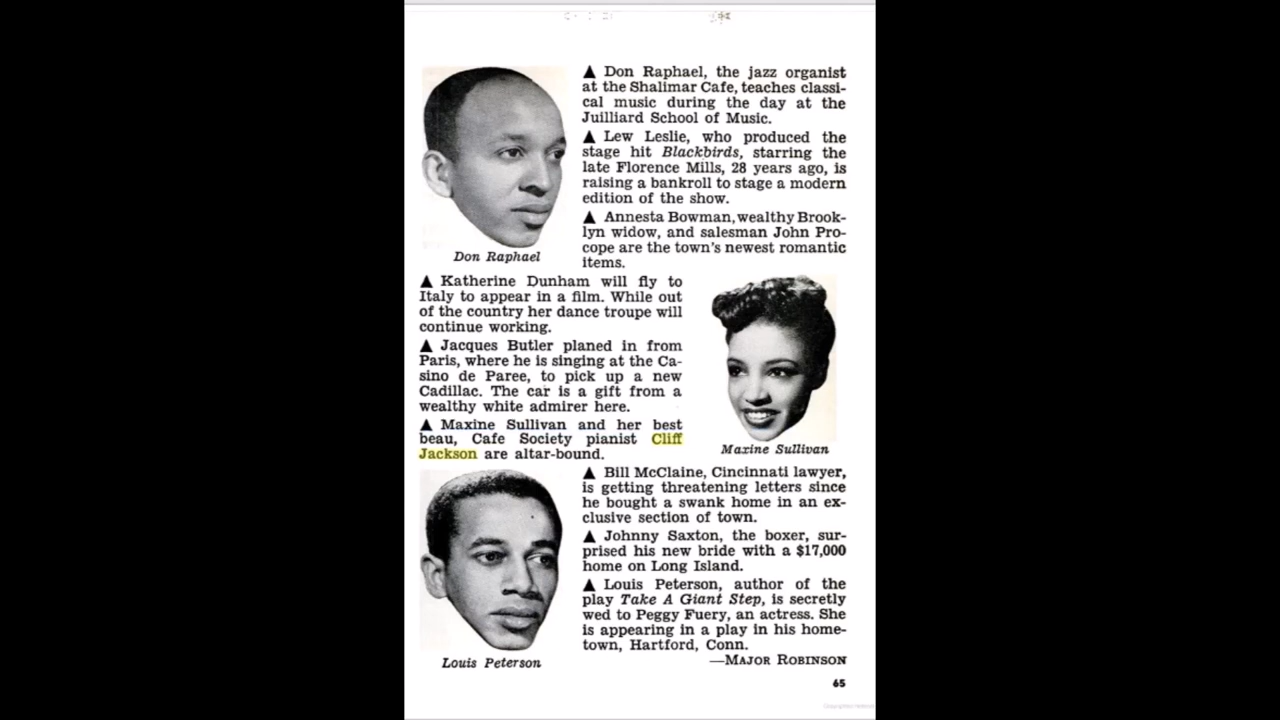 ▲ Don Raphael, the jazz organist
at the Shalimar Cafe, teaches classi-
cal music during the day at the
Juilliard School of Music.
▲ Lew Leslie, who produced the
stage hit Blackbirds, starring the
late Florence Mills, 28 years ago, is
raising a bankroll to stage a modern
edition of the show.
▲ Annesta Bowman, wealthy Brook-
lyn widow, and salesman John Pro-
cope are the town's newest romantic
items.
Don Raphael
▲ Katherine Dunham will fly to
Italy to appear in a film. While out
of the country her dance troupe will
continue working.
▲ Jacques Butler planed in from
Paris, where he is singing at the Ca-
sino de Paree, to pick up a new
Cadillac. The car is a gift from a
wealthy white admirer here.
▲ Maxine Sullivan and her best
beau, Cafe Society pianist Cliff
Jackson are altar-bound.
Maxine Sullivan
▲ Bill McClaine, Cincinnati lawyer,
is getting threatening letters since
he bought a swank home in an ex-
clusive section of town.
▲ Johnny Saxton, the boxer, sur-
prised his new bride with a $17,000
home on Long Island.
▲ Louis Peterson, author of the
play Take A Giant Step, is secretly
wed to Peggy Fuery, an actress. She
is appearing in a play in his home-
town, Hartford, Conn.
—MAJOR ROBINSON
Louis Peterson
65